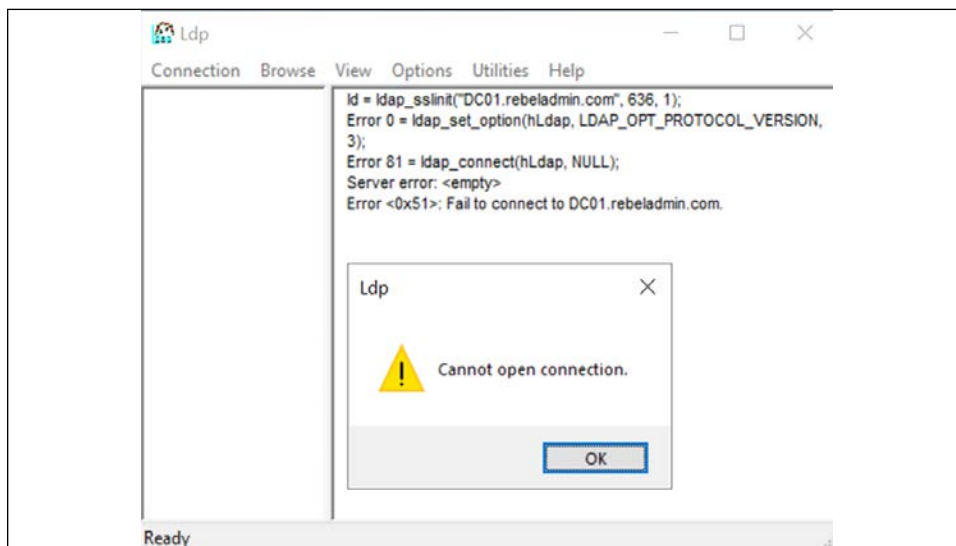 Ldp
Connection Browse View Options Utilities Help
ld = ldap_sslinit("DC01.rebeladmin.com", 636, 1);
Error 0 = ldap_set_option(hLdap, LDAP_OPT_PROTOCOL_VERSION,
3);
Error 81 = ldap_connect(hLdap, NULL);
Server error: <empty>
Error <0x51>: Fail to connect to DC01.rebeladmin.com.
Ldp
Cannot open connection.
OK
Ready